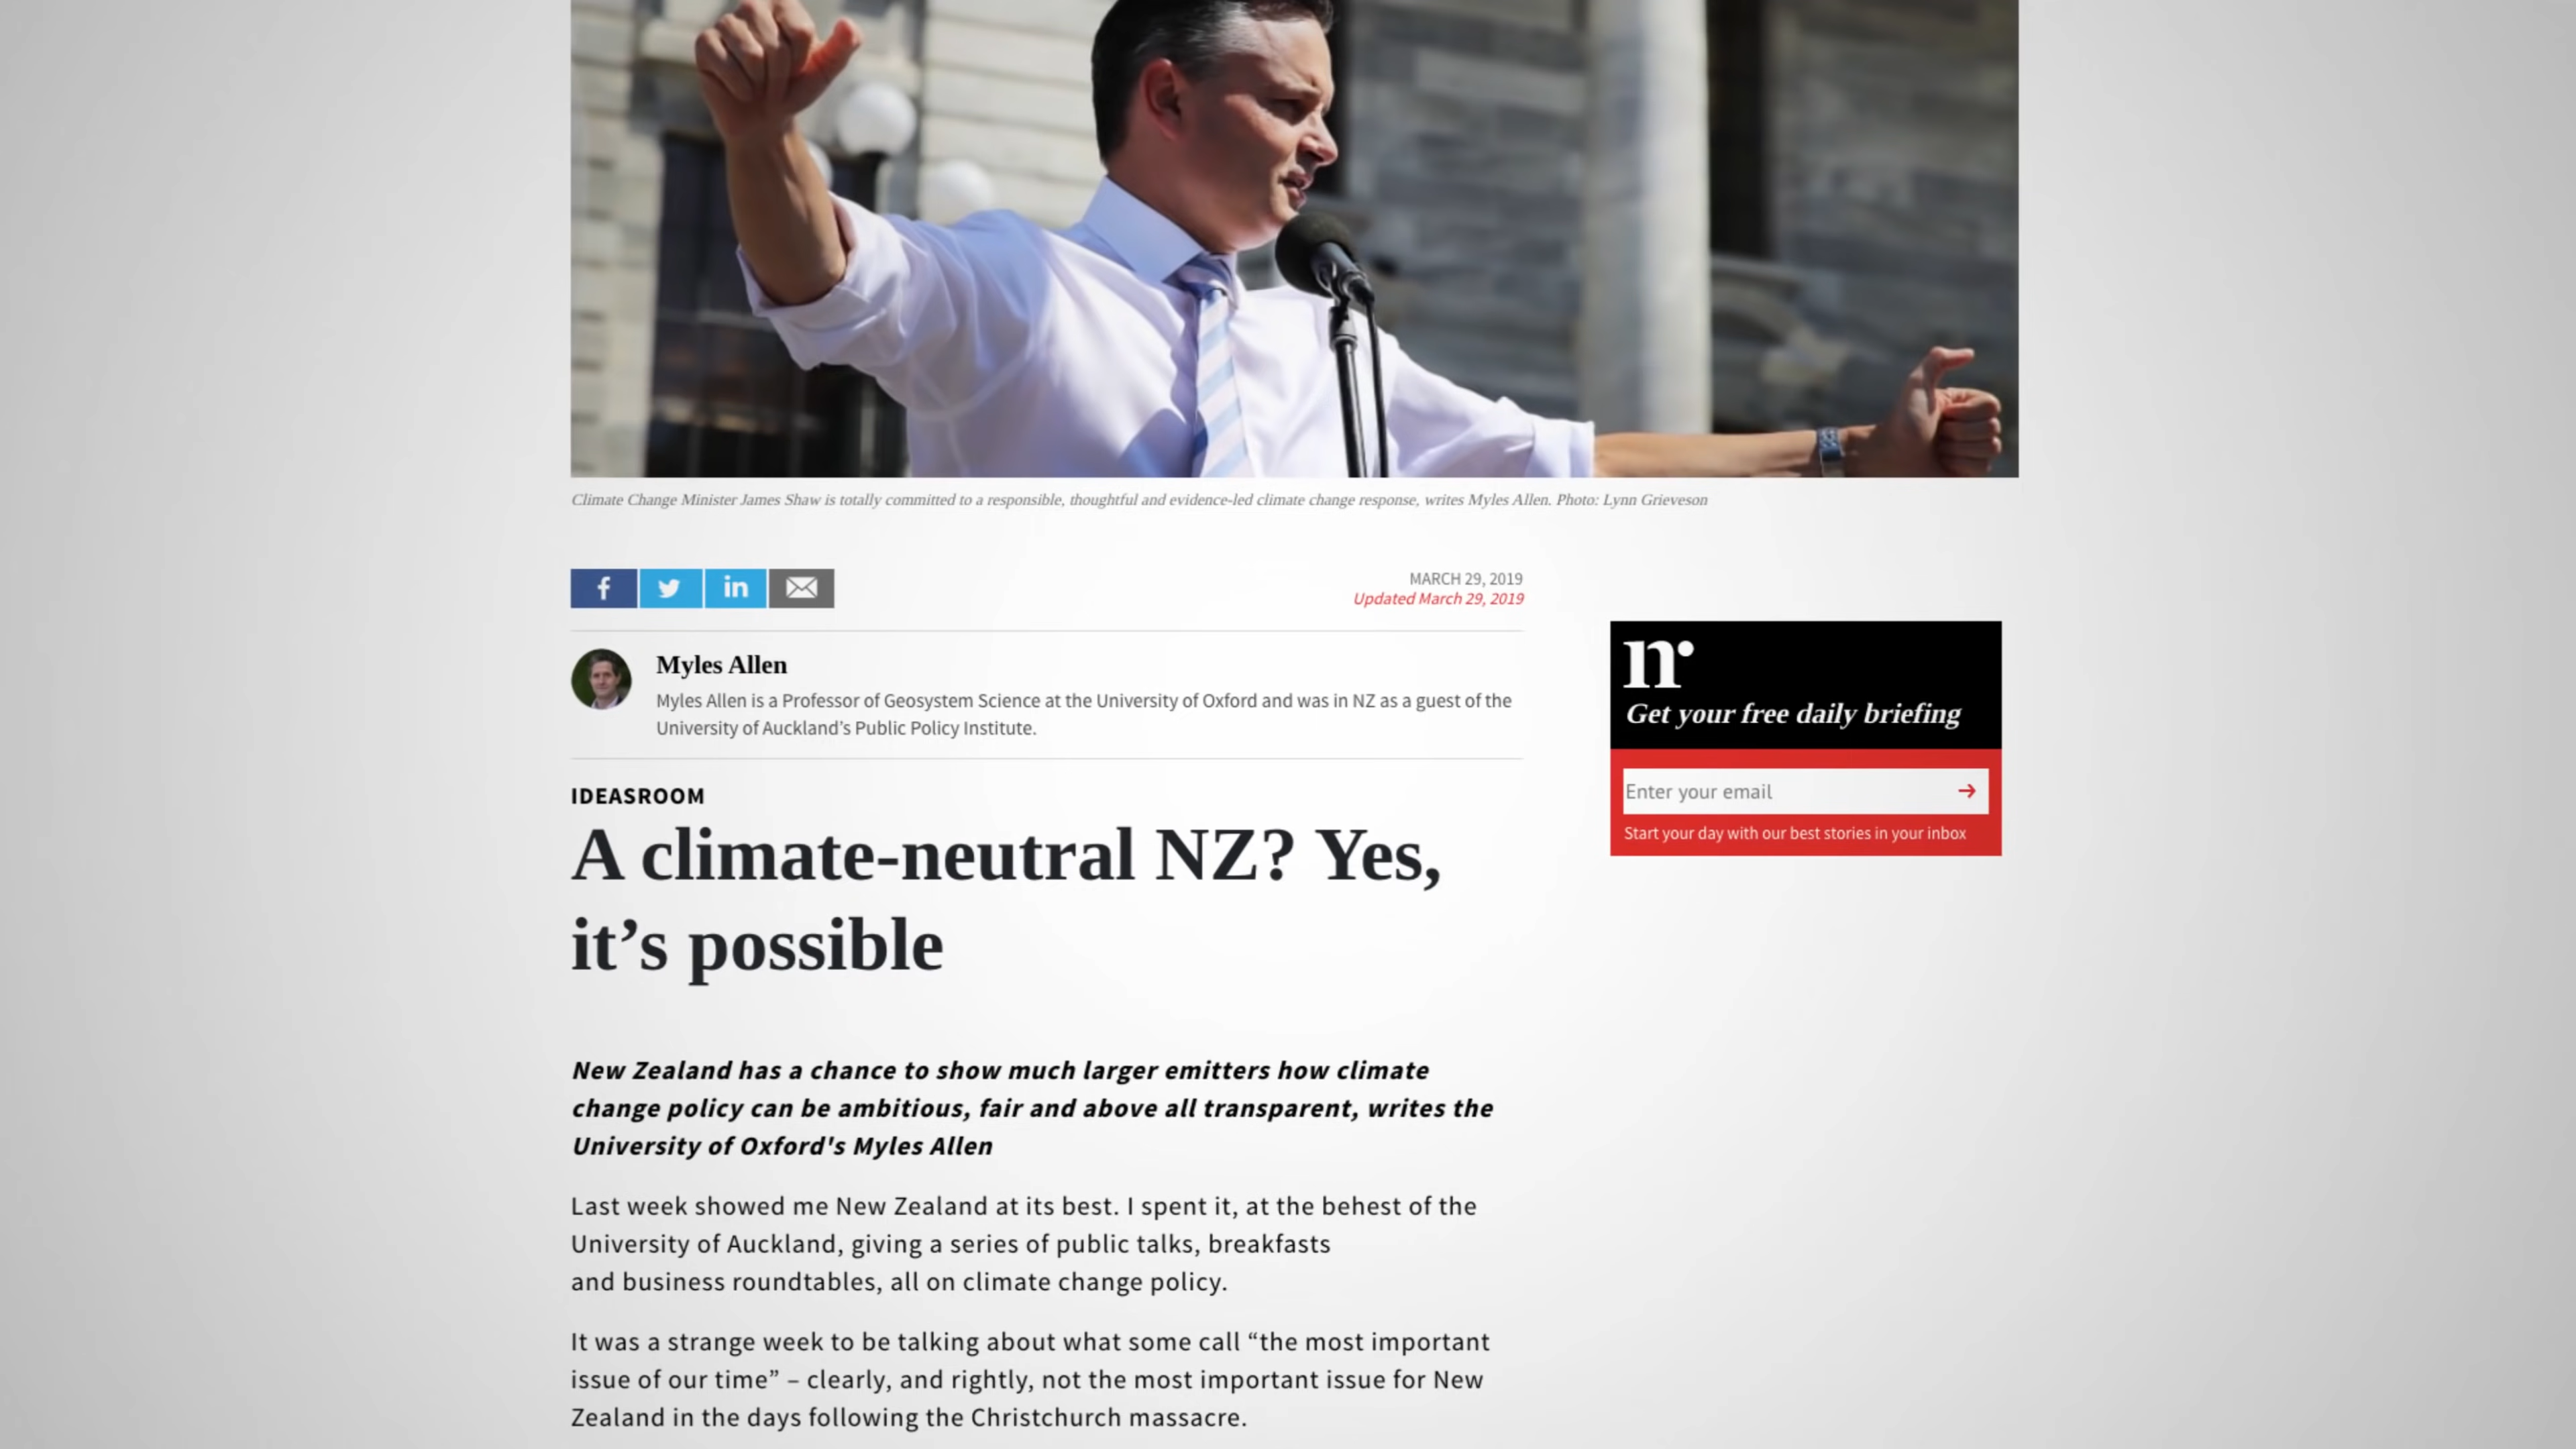 Climate Change Minister James Shaw is totally committed to a responsible, thoughtful and evidence-led climate change response, writes Myles Allen. Photo: Lynn Grieveson
f
in
MARCH 29, 2019
Updated March 29, 2019
Myles Allen
Myles Allen is a Professor of Geosystem Science at the University of Oxford and was in NZ as a guest of the
University of Auckland’s Public Policy Institute.
IDEASROOM
A climate-neutral NZ? Yes,
it’s possible
New Zealand has a chance to show much larger emitters how climate
change policy can be ambitious, fair and above all transparent, writes the
University of Oxford's Myles Allen
Last week showed me New Zealand at its best. I spent it, at the behest of the
University of Auckland, giving a series of public talks, breakfasts
and business roundtables, all on climate change policy.
It was a strange week to be talking about what some call “the most important
issue of our time” – clearly, and rightly, not the most important issue for New
Zealand in the days following the Christchurch massacre.
n
Get your free daily briefing
Enter your email
Start your day with our best stories in your inbox